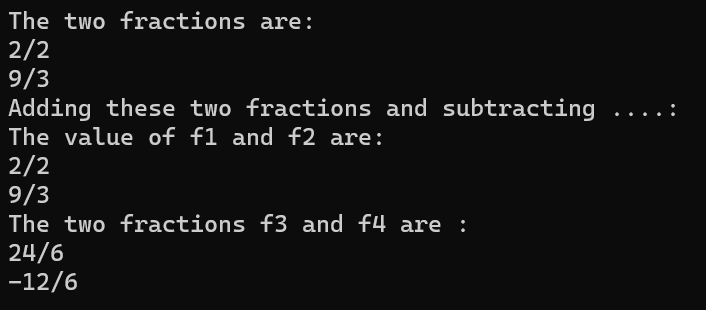 The two fractions are:
2/2
9/3
Adding these two fractions and subtracting ....:
The value of f1 and f2 are:
2/2
9/3
The two fractions f3 and f4 are :
24/6
-12/6